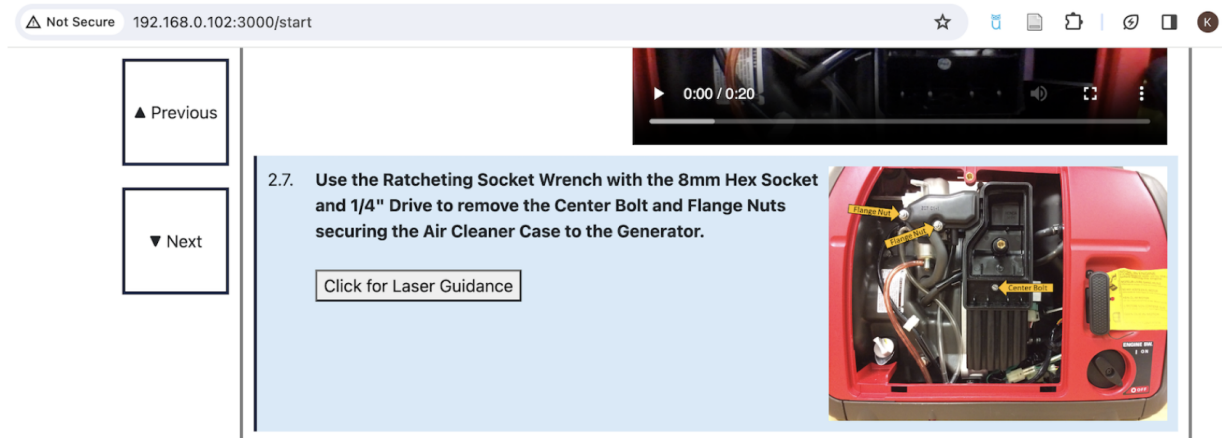 Not Secure 192.168.0.102:3000/start
K
▲ Previous
0:00 / 0:20
2.7. Use the Ratcheting Socket Wrench with the 8mm Hex Socket
and 1/4" Drive to remove the Center Bolt and Flange Nuts
securing the Air Cleaner Case to the Generator.
▼ Next
Click for Laser Guidance
Flange Nut
Flange Nut
Center Bolt
ENGINE OIL
ON
OFF